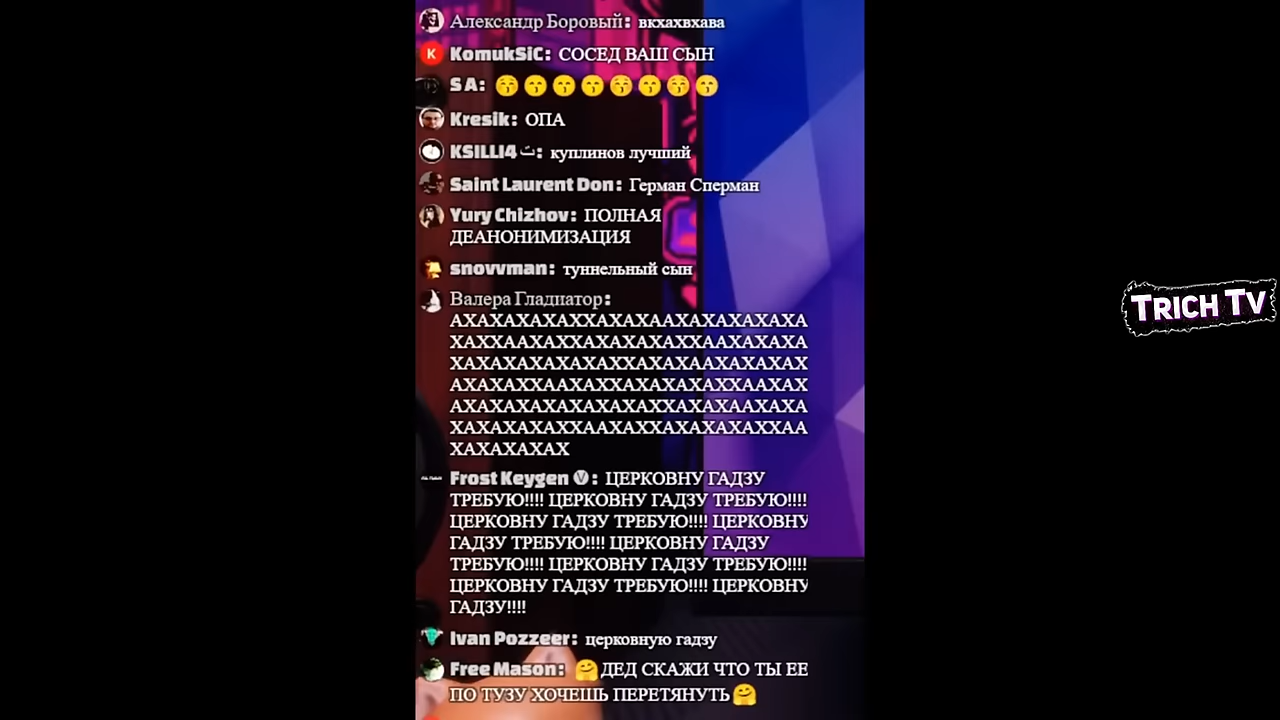 Александр Боровый: вкхахвхава
KomukSiC: СОСЕД ВАШ СЫН
S A: 😚😙😙😙😚😙😚😙
Kresik: ОПА
KSILLI4 ت: куплинов лучший
Saint Laurent Don: Герман Сперман
Yury Chizhov: ПОЛНАЯ
ДЕАНОНИМИЗАЦИЯ
snovvman: туннельный сын
Валера Гладиатор:
АХАХАХАХАХХАХАХААХАХАХАХАХА
ХАХХААХАХХАХАХАХАХХААХАХАХА
ХАХАХАХАХАХАХХАХАХААХАХАХАХ
АХАХАХХААХАХХАХАХАХАХХААХАХ
АХАХАХАХАХАХАХАХХАХАХААХАХА
ХАХАХАХАХХААХАХХАХАХАХАХХАА
ХАХАХАХАХ
Frost Keygen Ⓥ: ЦЕРКОВНУ ГАДЗУ
ТРЕБУЮ!!!! ЦЕРКОВНУ ГАДЗУ ТРЕБУЮ!!!!
ЦЕРКОВНУ ГАДЗУ ТРЕБУЮ!!!! ЦЕРКОВНУ
ГАДЗУ ТРЕБУЮ!!!! ЦЕРКОВНУ ГАДЗУ
ТРЕБУЮ!!!! ЦЕРКОВНУ ГАДЗУ ТРЕБУЮ!!!!
ЦЕРКОВНУ ГАДЗУ ТРЕБУЮ!!!! ЦЕРКОВНУ
ГАДЗУ!!!!
Ivan Pozzeer: церковную гадзу
Free Mason: 🤗ДЕД СКАЖИ ЧТО ТЫ ЕЕ
ПО ТУЗУ ХОЧЕШЬ ПЕРЕТЯНУТЬ🤗
TRICH TV